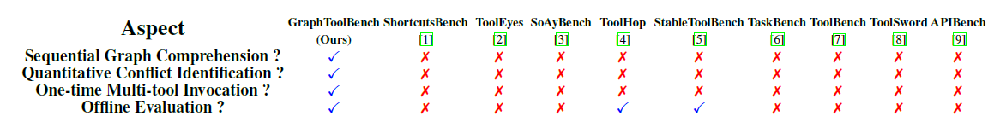 Aspect GraphToolBench ShortcutsBench ToolEyes SoAyBench ToolHop StableToolBench TaskBench ToolBench ToolSword APIBench
(Ours) [1] [2] [3] [4] [5] [6] [7] [8] [9]
Sequential Graph Comprehension ? ✓ ✗ ✗ ✗ ✗ ✗ ✗ ✗ ✗ ✗
Quantitative Conflict Identification ? ✓ ✗ ✗ ✗ ✗ ✗ ✗ ✗ ✗ ✗
One-time Multi-tool Invocation ? ✓ ✗ ✗ ✗ ✗ ✗ ✗ ✗ ✗ ✗
Offline Evaluation ? ✓ ✗ ✗ ✗ ✓ ✓ ✗ ✗ ✗ ✗